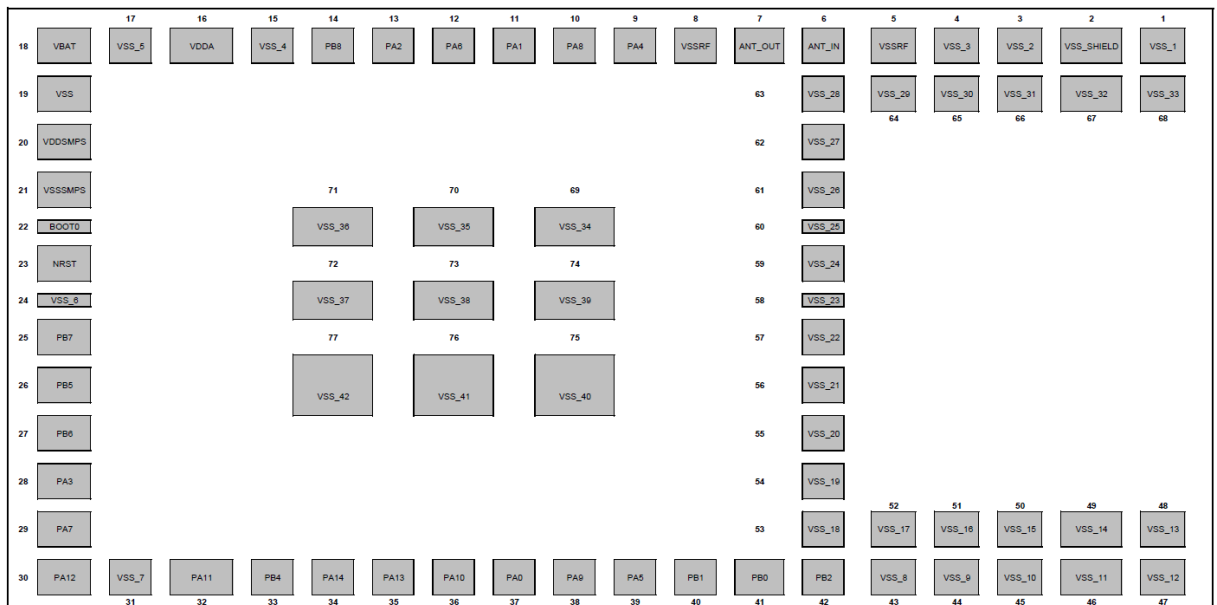 17 16 15 14 13 12 11 10 9 8 7 6 5 4 3 2 1
18 VBAT VSS_5 VDDA VSS_4 PB8 PA2 PA6 PA1 PA8 PA4 VSSRF ANT_OUT ANT_IN VSSRF VSS_3 VSS_2 VSS_SHIELD VSS_1
19 VSS 63 VSS_28 VSS_29 VSS_30 VSS_31 VSS_32 VSS_33
64 65 66 67 68
20 VDDSMPS 62 VSS_27
21 VSSSMPS 71 70 69 61 VSS_26
22 BOOT0 VSS_36 VSS_35 VSS_34 60 VSS_25
23 NRST 72 73 74 59 VSS_24
24 VSS_6 VSS_37 VSS_38 VSS_39 58 VSS_23
25 PB7 77 76 75 57 VSS_22
26 PB5 VSS_42 VSS_41 VSS_40 56 VSS_21
27 PB6 55 VSS_20
28 PA3 54 VSS_19
52 51 50 49 48
29 PA7 53 VSS_18 VSS_17 VSS_16 VSS_15 VSS_14 VSS_13
30 PA12 VSS_7 PA11 PB4 PA14 PA13 PA10 PA0 PA9 PA5 PB1 PB0 PB2 VSS_8 VSS_9 VSS_10 VSS_11 VSS_12
31 32 33 34 35 36 37 38 39 40 41 42 43 44 45 46 47